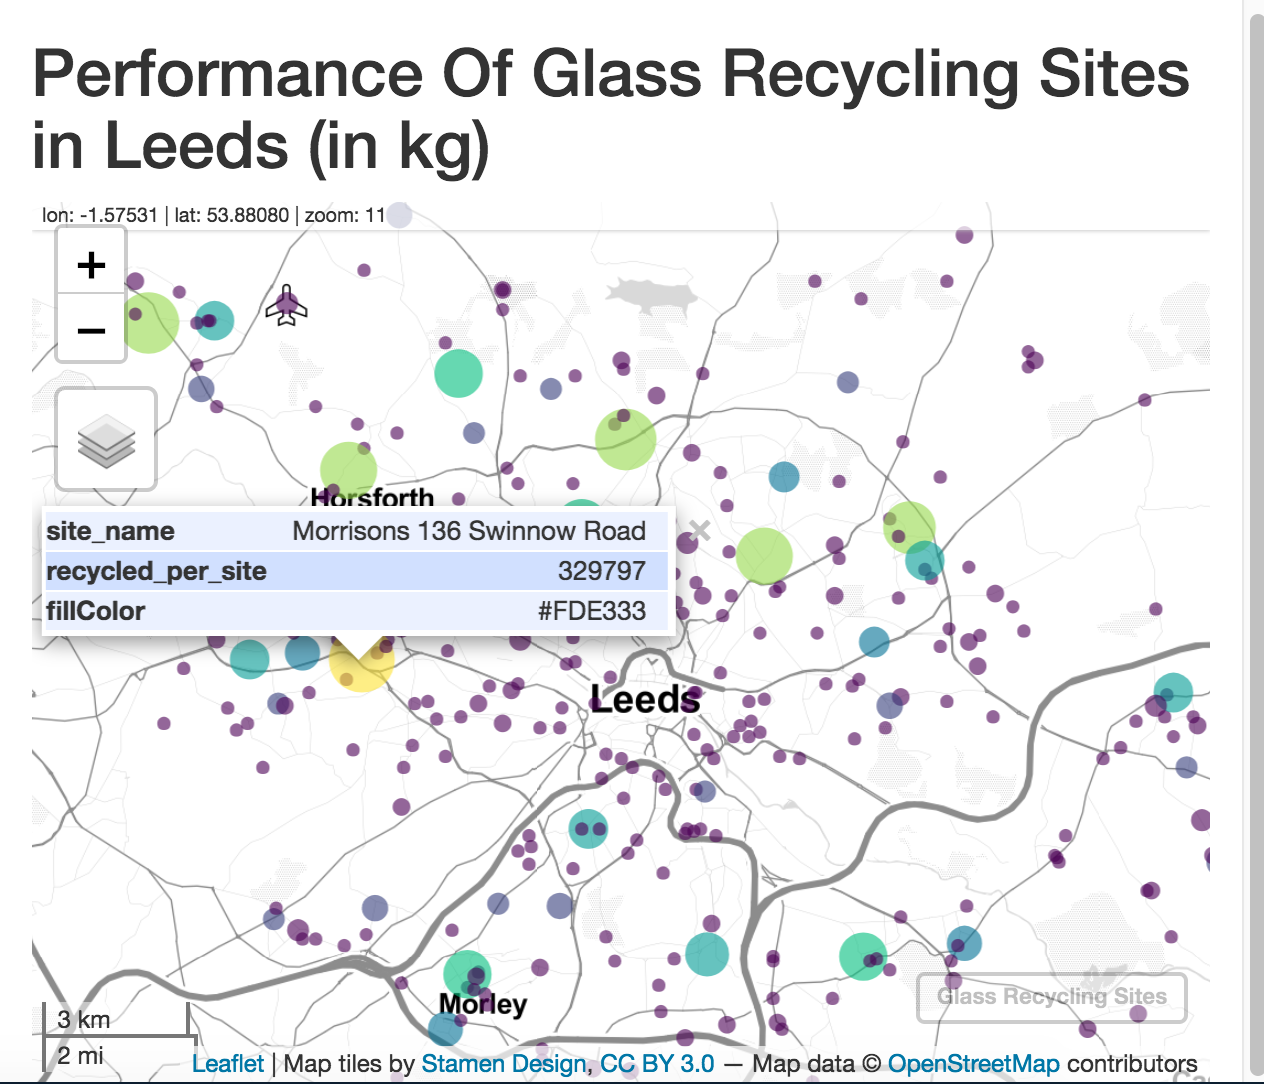 Performance Of Glass Recycling Sites
in Leeds (in kg)
lon: -1.57531 | lat: 53.88080 | zoom: 11
+
−
Horsforth
site_name Morrisons 136 Swinnow Road
recycled_per_site 329797
fillColor #FDE333
×
Leeds
Morley
Glass Recycling Sites
3 km
2 mi
Leaflet | Map tiles by Stamen Design, CC BY 3.0 — Map data © OpenStreetMap contributors